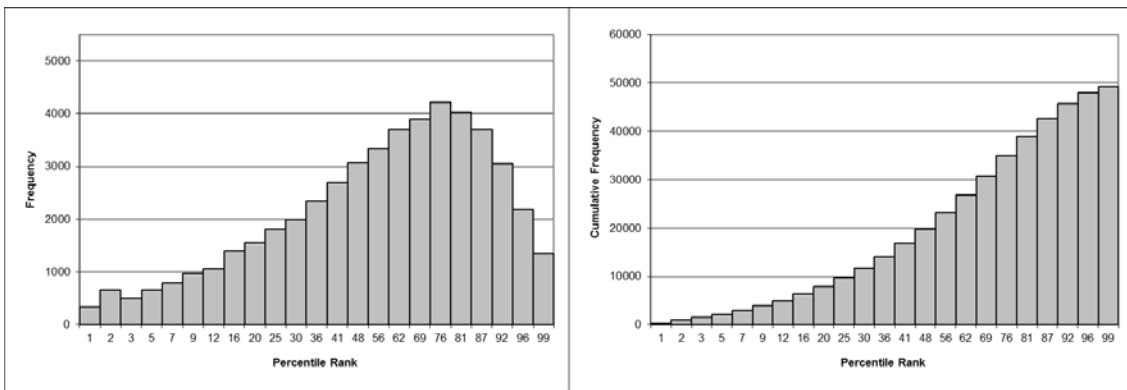 5000
4000
3000
2000
1000
0
Frequency
1 2 3 5 7 9 12 16 20 25 30 36 41 48 56 62 69 76 81 87 92 96 99
Percentile Rank
60000
50000
40000
30000
20000
10000
0
Cumulative Frequency
1 2 3 5 7 9 12 16 20 25 30 36 41 48 56 62 69 76 81 87 92 96 99
Percentile Rank